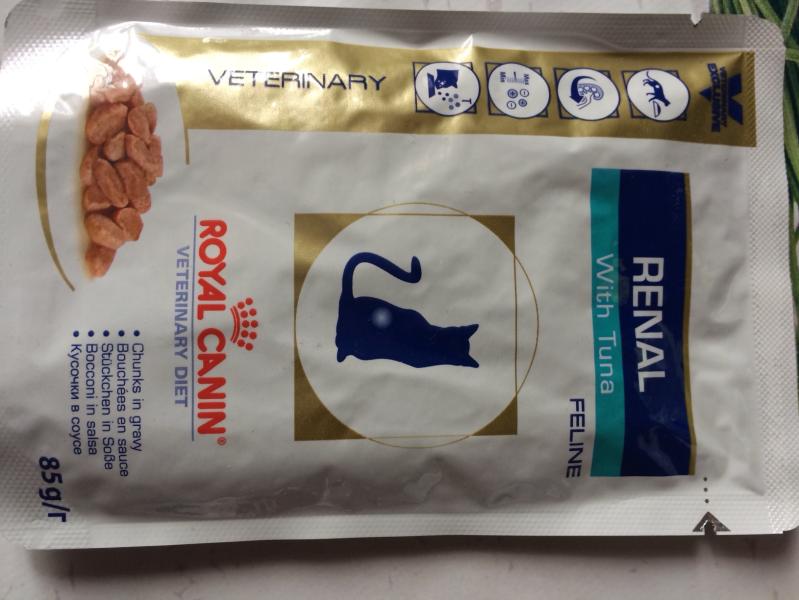 VETERINARY
EXCLUSIVE
RENAL
With Tuna
FELINE
ROYAL CANIN®
VETERINARY DIET
• Chunks in gravy
• Bouchées en sauce
• Stückchen in Soße
• Bocconi in salsa
• Кусочки в соусе
85g/г